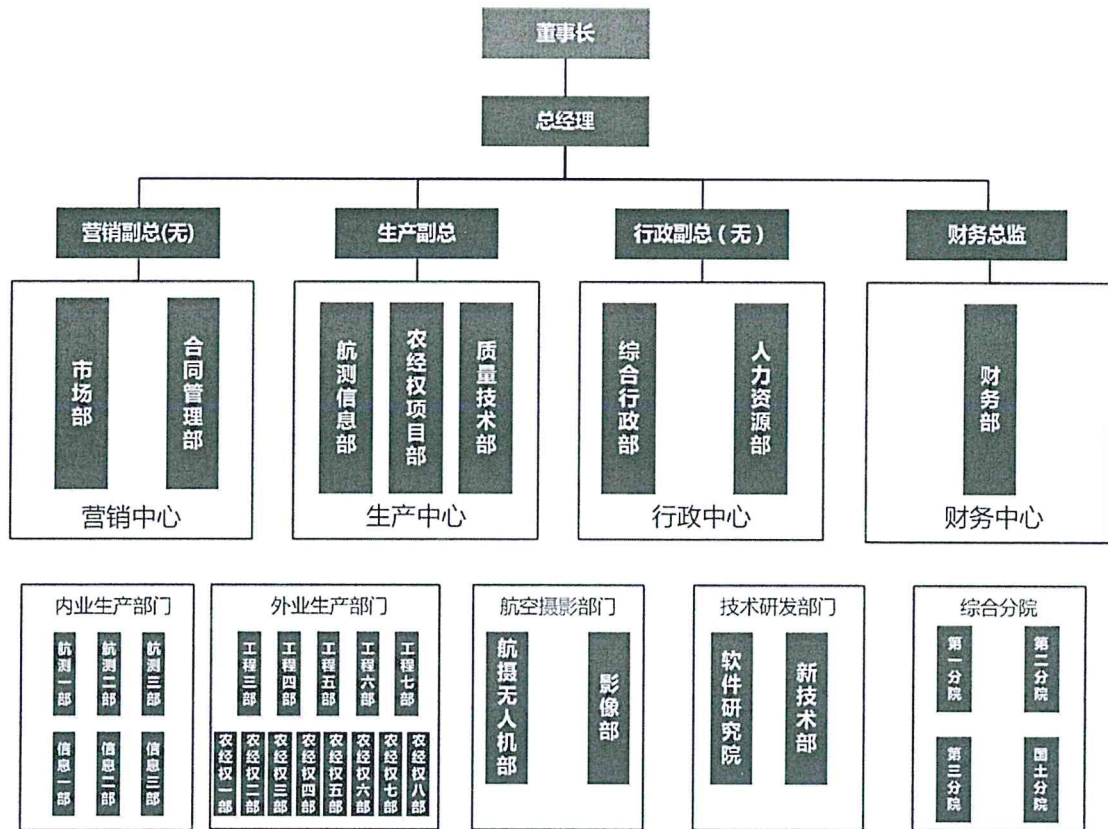 董事长
总经理
营销副总(无)
生产副总
行政副总（无）
财务总监
市场部
合同管理部
营销中心
航测信息部
农经权项目部
质量技术部
生产中心
综合行政部
人力资源部
行政中心
财务部
财务中心
内业生产部门
航测一部
航测二部
航测三部
信息一部
信息二部
信息三部
外业生产部门
工程三部
工程四部
工程五部
工程六部
工程七部
农经权一部
农经权二部
农经权三部
农经权四部
农经权五部
农经权六部
农经权七部
农经权八部
航空摄影部门
航摄无人机部
影像部
技术研发部门
软件研究院
新技术部
综合分院
第一分院
第二分院
第三分院
国土分院